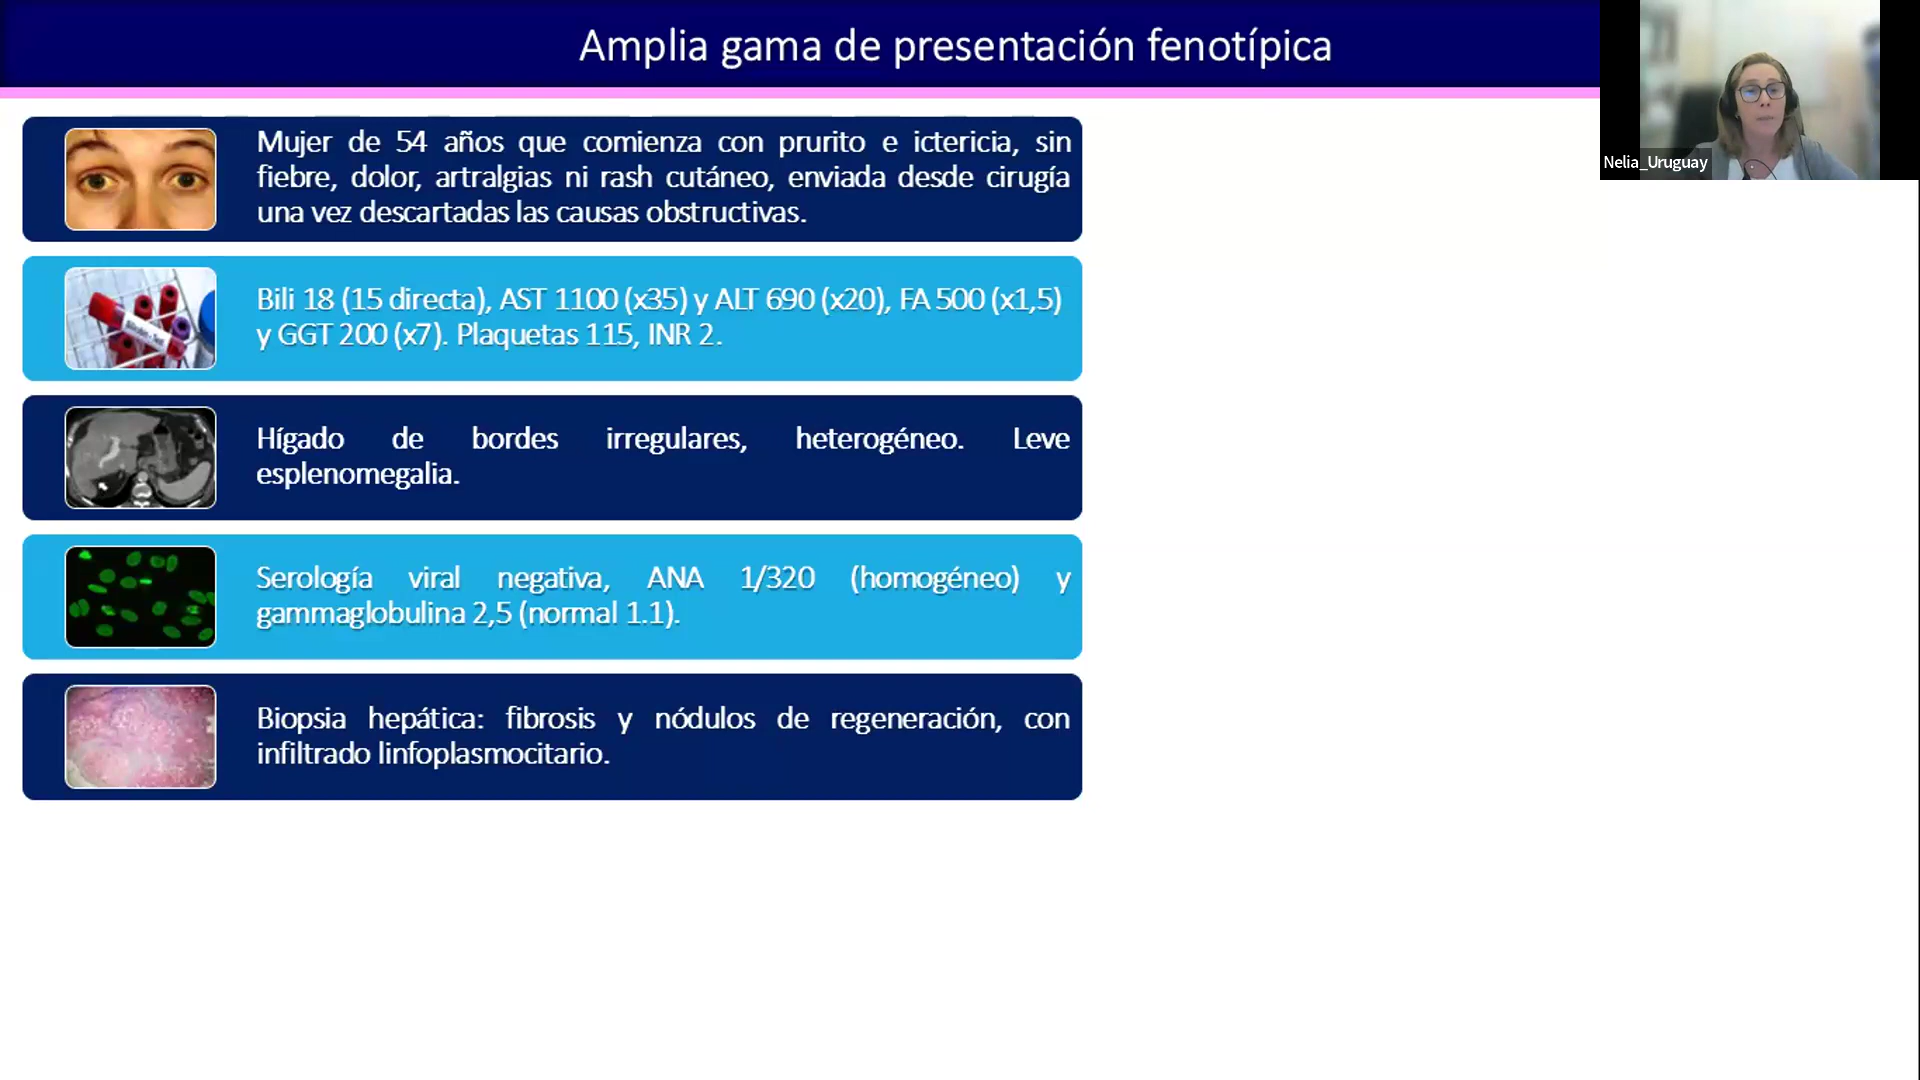 Amplia gama de presentación fenotípica
Nelia_Uruguay
Mujer de 54 años que comienza con prurito e ictericia, sin
fiebre, dolor, artralgias ni rash cutáneo, enviada desde cirugía
una vez descartadas las causas obstructivas.
Bili 18 (15 directa), AST 1100 (x35) y ALT 690 (x20), FA 500 (x1,5)
y GGT 200 (x7). Plaquetas 115, INR 2.
Hígado de bordes irregulares, heterogéneo. Leve
esplenomegalia.
Serología viral negativa, ANA 1/320 (homogéneo) y
gammaglobulina 2,5 (normal 1.1).
Biopsia hepática: fibrosis y nódulos de regeneración, con
infiltrado linfoplasmocitario.